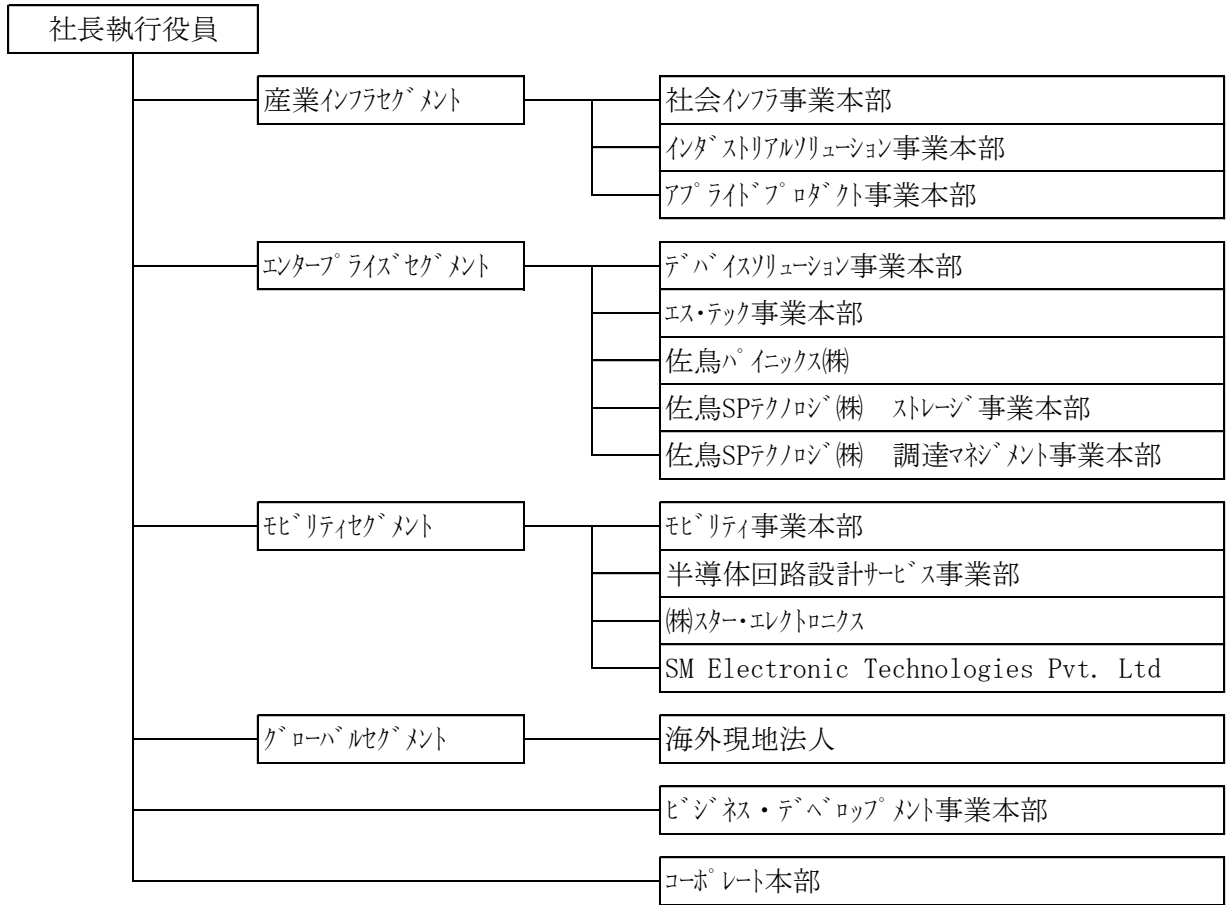 社長執行役員
産業ｲﾝﾌﾗｾｸﾞﾒﾝﾄ
社会ｲﾝﾌﾗ事業本部
ｲﾝﾀﾞｽﾄﾘｱﾙｿﾘｭｰｼｮﾝ事業本部
ｱﾌﾟﾗｲﾄﾞﾌﾟﾛﾀﾞｸﾄ事業本部
ｴﾝﾀｰﾌﾟﾗｲｽﾞｾｸﾞﾒﾝﾄ
ﾃﾞﾊﾞｲｽｿﾘｭｰｼｮﾝ事業本部
ｴｽ・ﾃｯｸ事業本部
佐鳥ﾊﾟｲﾆｯｸｽ㈱
佐鳥SPﾃｸﾉﾛｼﾞ㈱　ｽﾄﾚｰｼﾞ事業本部
佐鳥SPﾃｸﾉﾛｼﾞ㈱　調達ﾏﾈｼﾞﾒﾝﾄ事業本部
ﾓﾋﾞﾘﾃｨｾｸﾞﾒﾝﾄ
ﾓﾋﾞﾘﾃｨ事業本部
半導体回路設計ｻｰﾋﾞｽ事業部
㈱ｽﾀｰ・ｴﾚｸﾄﾛﾆｸｽ
SM Electronic Technologies Pvt. Ltd
ｸﾞﾛｰﾊﾞﾙｾｸﾞﾒﾝﾄ
海外現地法人
ﾋﾞｼﾞﾈｽ・ﾃﾞﾍﾞﾛｯﾌﾟﾒﾝﾄ事業本部
ｺｰﾎﾟﾚｰﾄ本部